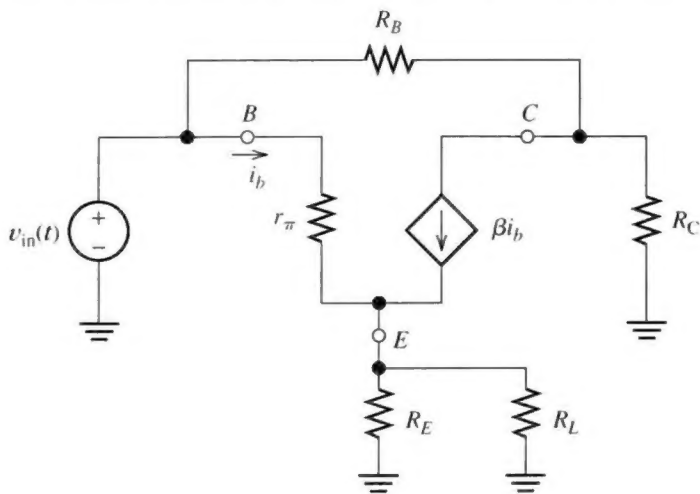 R_B
B
C
i_b
v_in(t)
+
−
r_π
βi_b
R_C
E
R_E
R_L